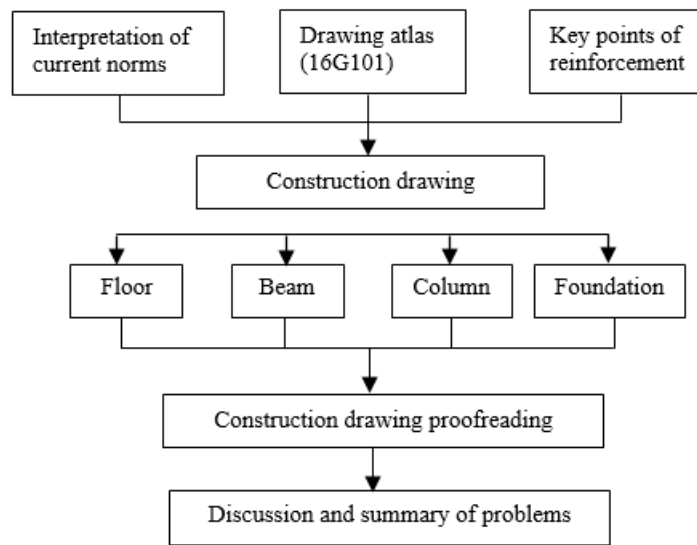 Interpretation of
current norms
Drawing atlas
(16G101)
Key points of
reinforcement
Construction drawing
Floor
Beam
Column
Foundation
Construction drawing proofreading
Discussion and summary of problems